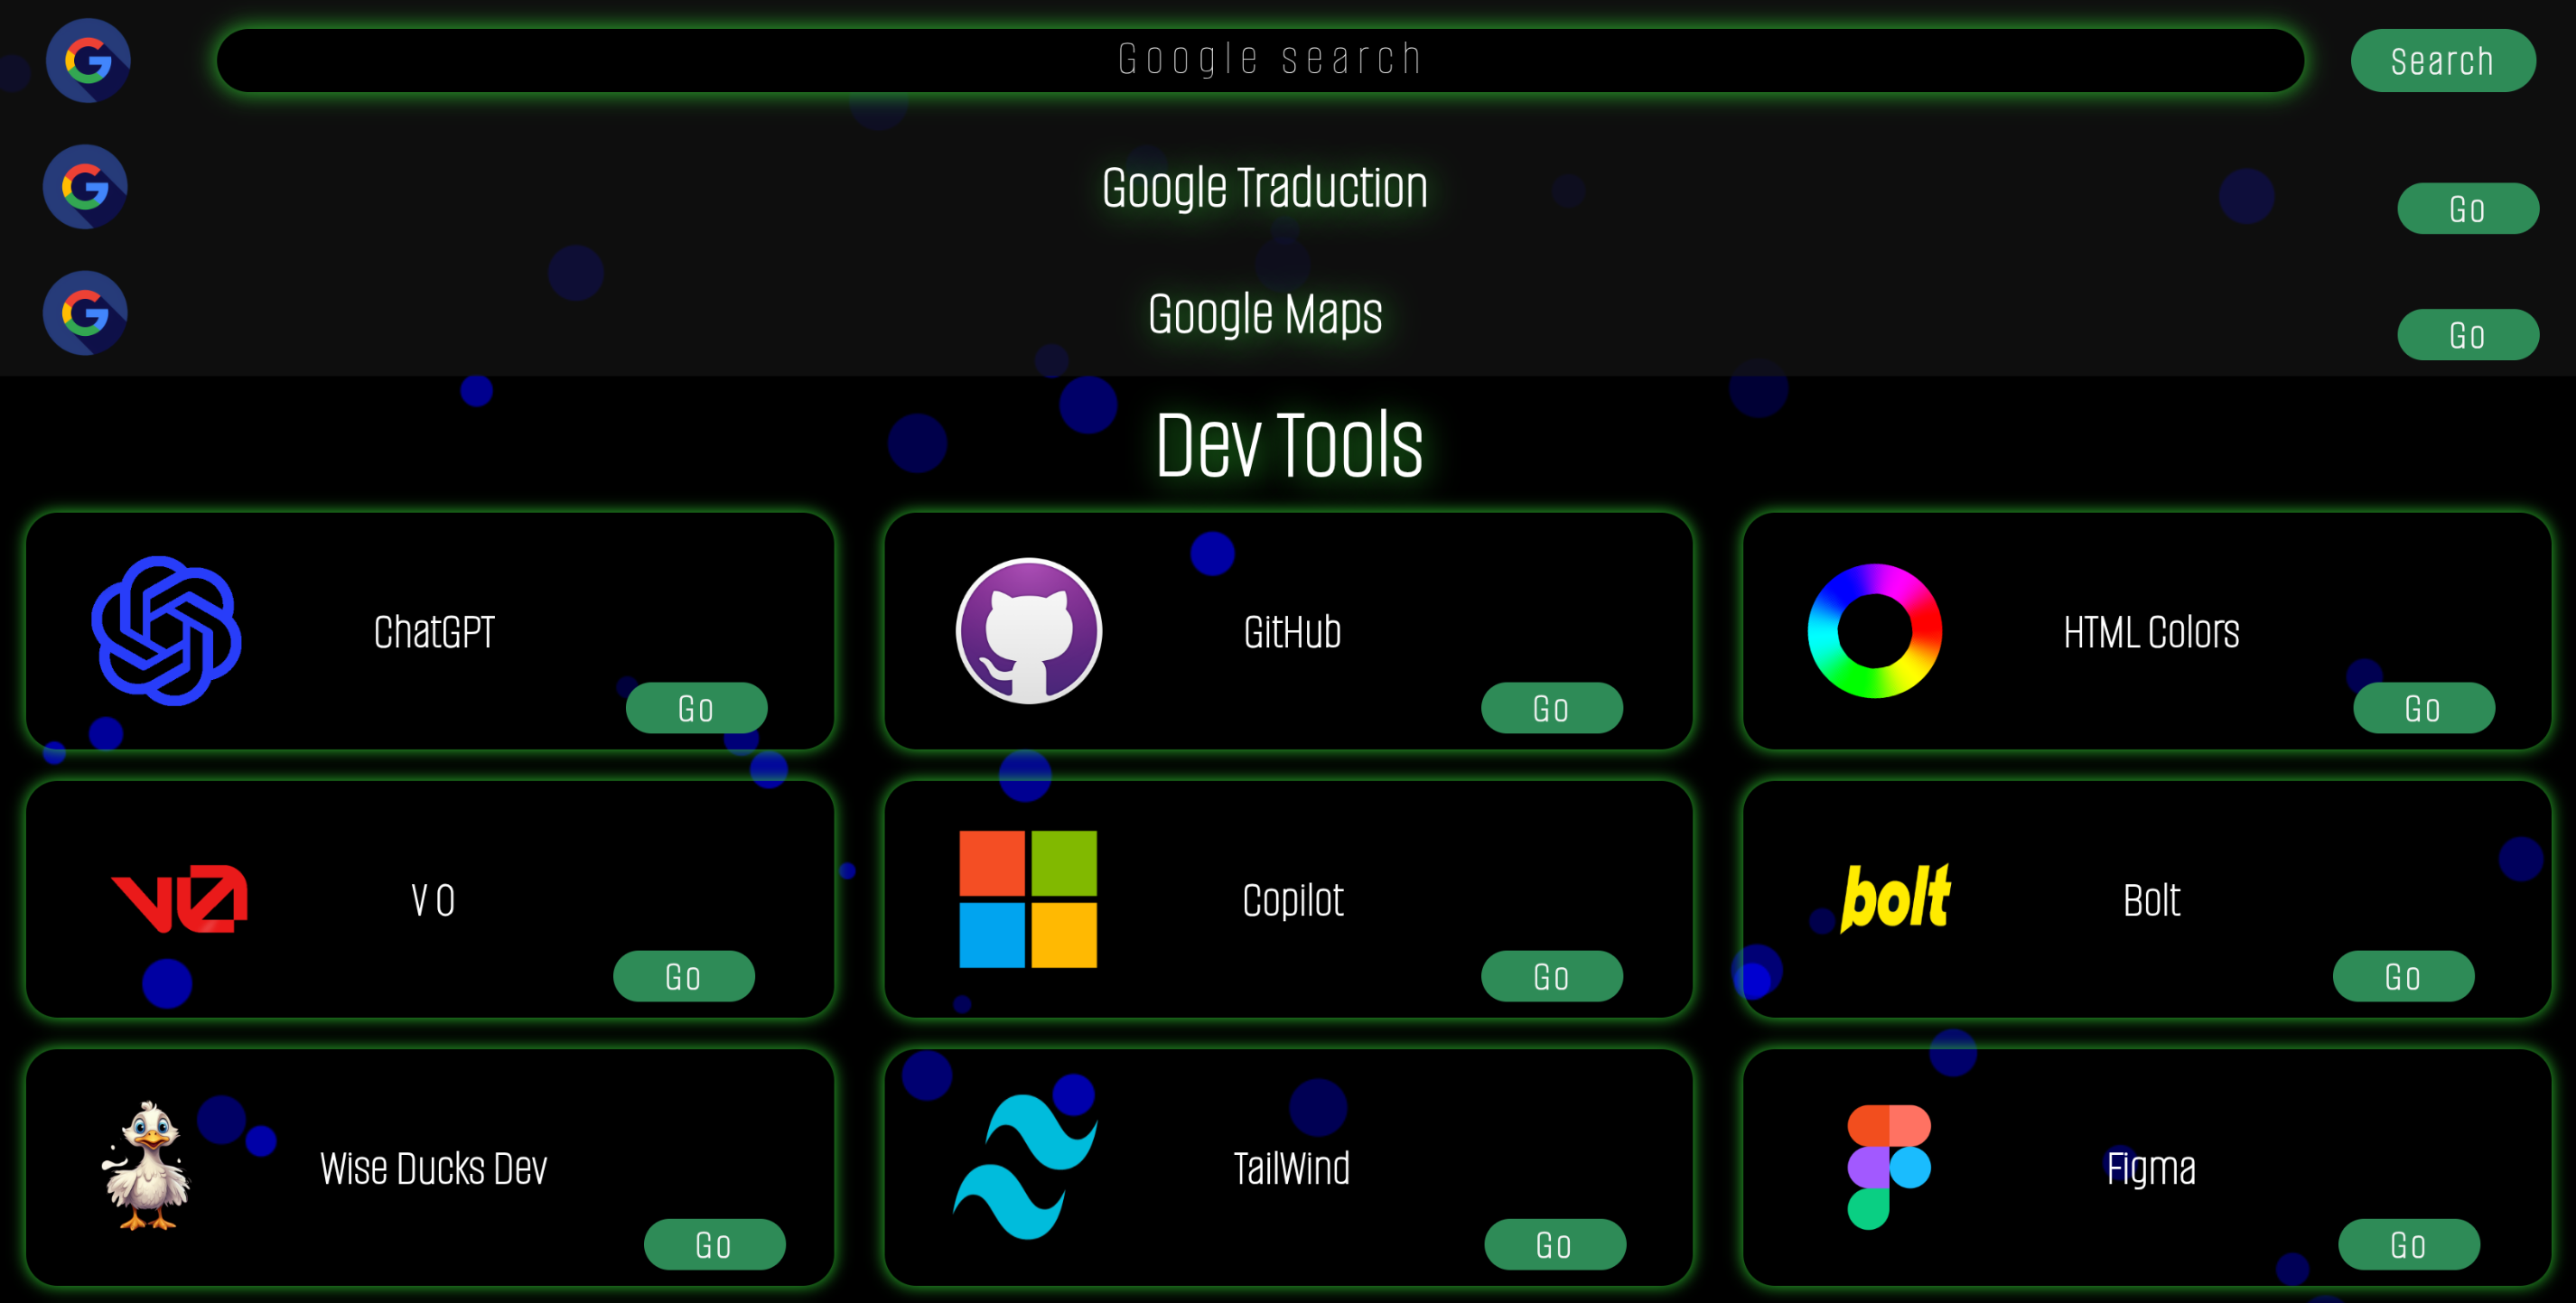 Google search
Search
Google Traduction
Go
Google Maps
Go
Dev Tools
ChatGPT
Go
GitHub
Go
HTML Colors
Go
v0
V 0
Go
Copilot
Go
bolt
Bolt
Go
Wise Ducks Dev
Go
TailWind
Go
Figma
Go